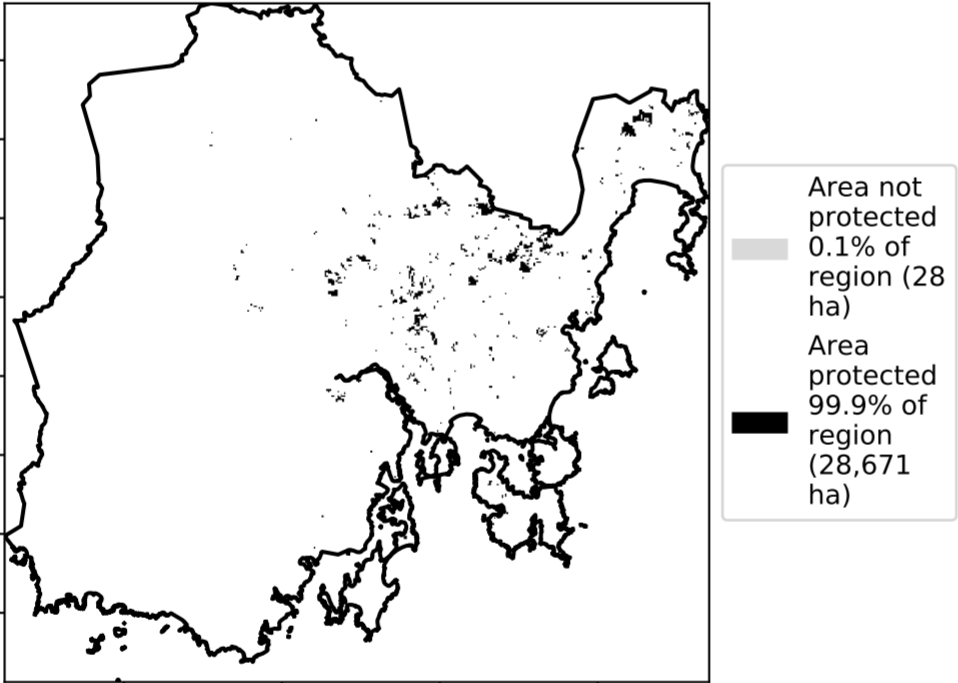 Area not
protected
0.1% of
region (28
ha)
Area
protected
99.9% of
region
(28,671
ha)